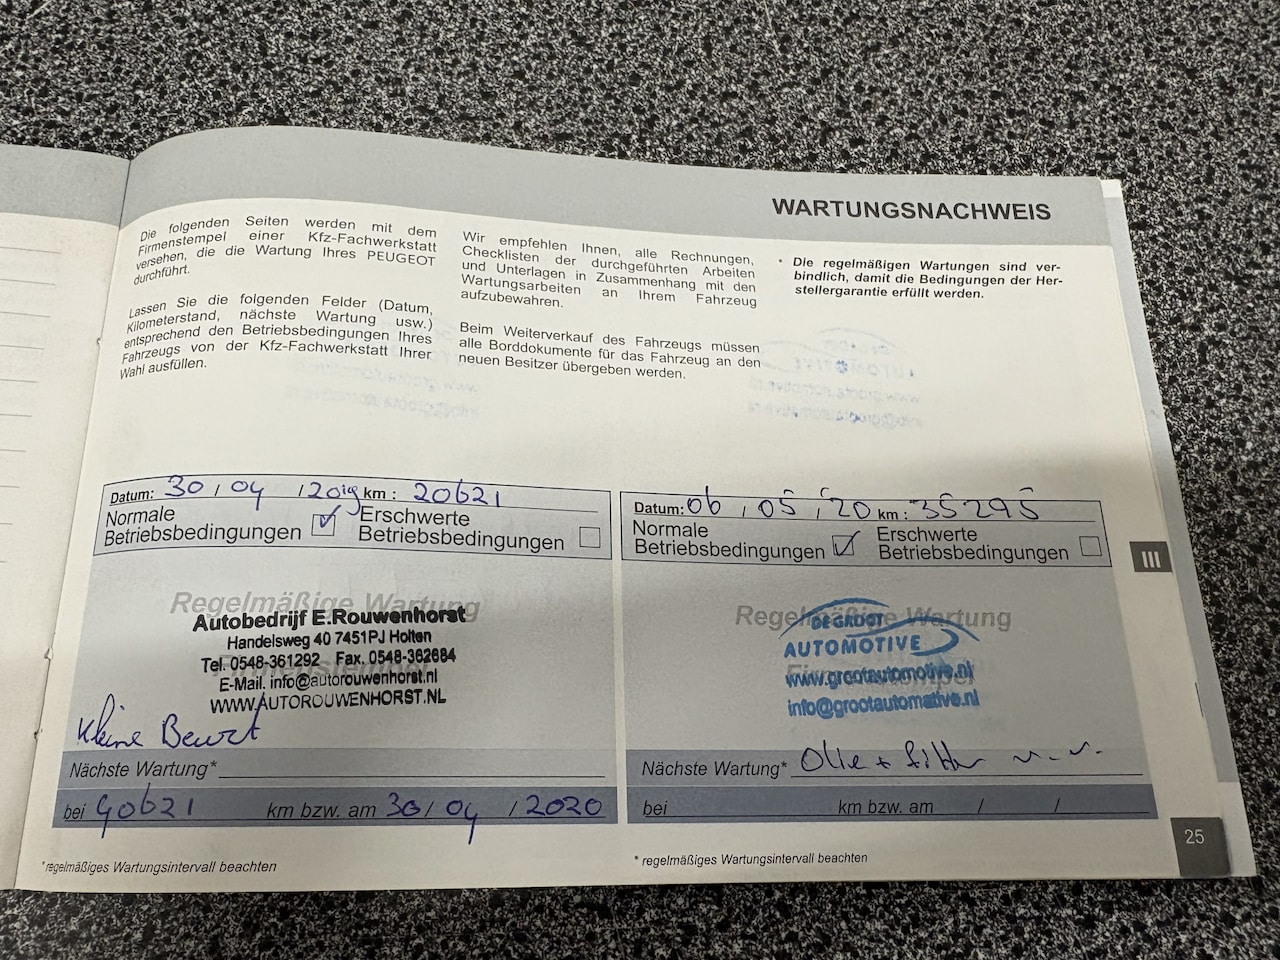 WARTUNGSNACHWEIS
Die folgenden Seiten werden mit dem
Firmenstempel einer Kfz-Fachwerkstatt
versehen, die die Wartung Ihres PEUGEOT
durchführt.
Lassen Sie die folgenden Felder (Datum,
Kilometerstand, nächste Wartung usw.)
entsprechend den Betriebsbedingungen Ihres
Fahrzeugs von der Kfz-Fachwerkstatt Ihrer
Wahl ausfüllen.
Wir empfehlen Ihnen, alle Rechnungen,
Checklisten der durchgeführten Arbeiten
und Unterlagen in Zusammenhang mit den
Wartungsarbeiten an Ihrem Fahrzeug
aufzubewahren.
Beim Weiterverkauf des Fahrzeugs müssen
alle Borddokumente für das Fahrzeug an den
neuen Besitzer übergeben werden.
* Die regelmäßigen Wartungen sind ver-
bindlich, damit die Bedingungen der Her-
stellergarantie erfüllt werden.
Datum: 30 / 04 / 2019 km : 20621
Normale
Betriebsbedingungen
Erschwerte
Betriebsbedingungen
Regelmäßige Wartung
Firmenstempel
Autobedrijf E.Rouwenhorst
Handelsweg 40 7451PJ Holten
Tel. 0548-361292 Fax. 0548-362684
E-Mail. info@autorouwenhorst.nl
WWW.AUTOROUWENHORST.NL
Kleine Beurt
Nächste Wartung*
bei 40621 km bzw. am 30 / 04 / 2020
* regelmäßiges Wartungsintervall beachten
Datum: 06 / 05 / 20 km : 35295
Normale
Betriebsbedingungen
Erschwerte
Betriebsbedingungen
Regelmäßige Wartung
Firmenstempel
DE GROOT
AUTOMOTIVE
www.grootautomotive.nl
info@grootautomotive.nl
Nächste Wartung* Olie + filter
bei km bzw. am / /
* regelmäßiges Wartungsintervall beachten
III
25